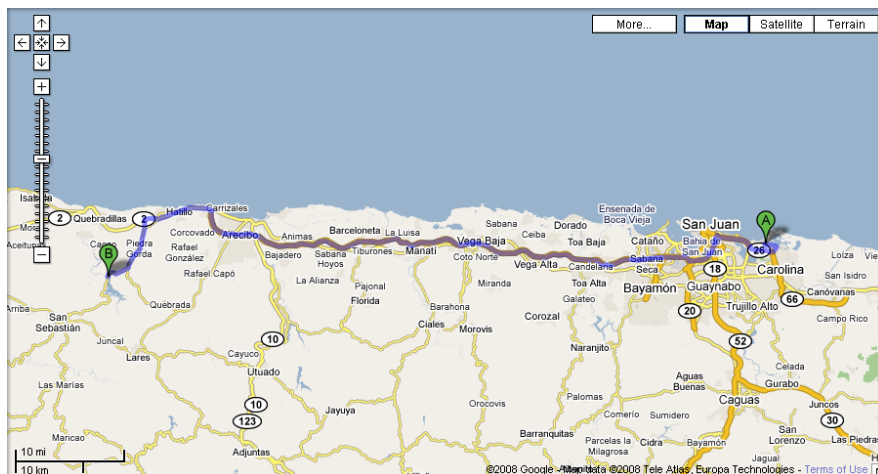 More...
Map
Satellite
Terrain
Isabela
2
Quebradillas
2
Hatillo
Carrizales
Corcovado
Arecibo
Animas
Barceloneta
La Luisa
Sabana
Ensenada de
Boca Vieja
San Juan
A
Aceitupa
B
Piedra
Gorda
Rafael
González
Rafael Capó
Bajadero
Sabana
Hoyos
Tiburones
Manatí
Vega Baja
Coto Norte
Ceiba
Dorado
Toa Baja
Cataño
Bahia de
San Juan
26
Loíza
Vega Alta
Candelaria
Sabana
Seca
18
Carolina
San Isidro
La Alianza
Pajonal
Florida
Miranda
Toa Alta
Galateo
Bayamón
Guaynabo
Canóvanas
66
Arriba
Quebrada
San
Sebastián
Barahona
Ciales
Morovis
Corozal
20
Trujillo Alto
Campo Rico
Juncal
Lares
Cayuco
10
Utuado
Naranjito
52
Las Marías
Jayuya
Orocovis
Palomas
Aguas
Buenas
Caguas
Celada
Gurabo
Juncos
10
123
Comerío
Sumidero
30
Maricao
Adjuntas
Barranquitas
Parcelas la
Milagrosa
Cidra
Bayamón
San
Lorenzo
Jagual
10 mi
10 km
©2008 Google - Map data ©2008 Tele Atlas, Europa Technologies - Terms of Use